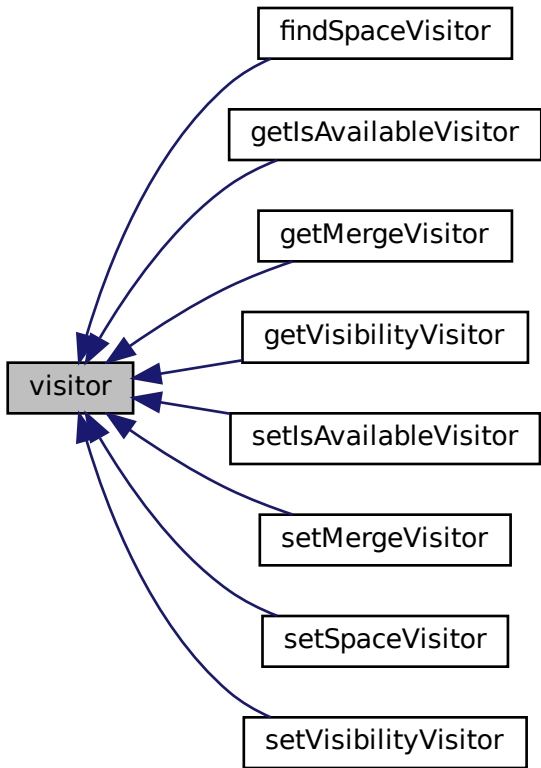 findSpaceVisitor
getIsAvailableVisitor
getMergeVisitor
getVisibilityVisitor
visitor
setIsAvailableVisitor
setMergeVisitor
setSpaceVisitor
setVisibilityVisitor